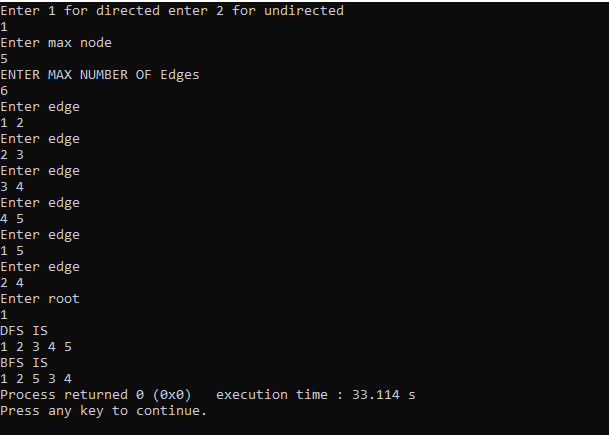 Enter 1 for directed enter 2 for undirected
1
Enter max node
5
ENTER MAX NUMBER OF Edges
6
Enter edge
1 2
Enter edge
2 3
Enter edge
3 4
Enter edge
4 5
Enter edge
1 5
Enter edge
2 4
Enter root
1
DFS IS
1 2 3 4 5
BFS IS
1 2 5 3 4
Process returned 0 (0x0)   execution time : 33.114 s
Press any key to continue.